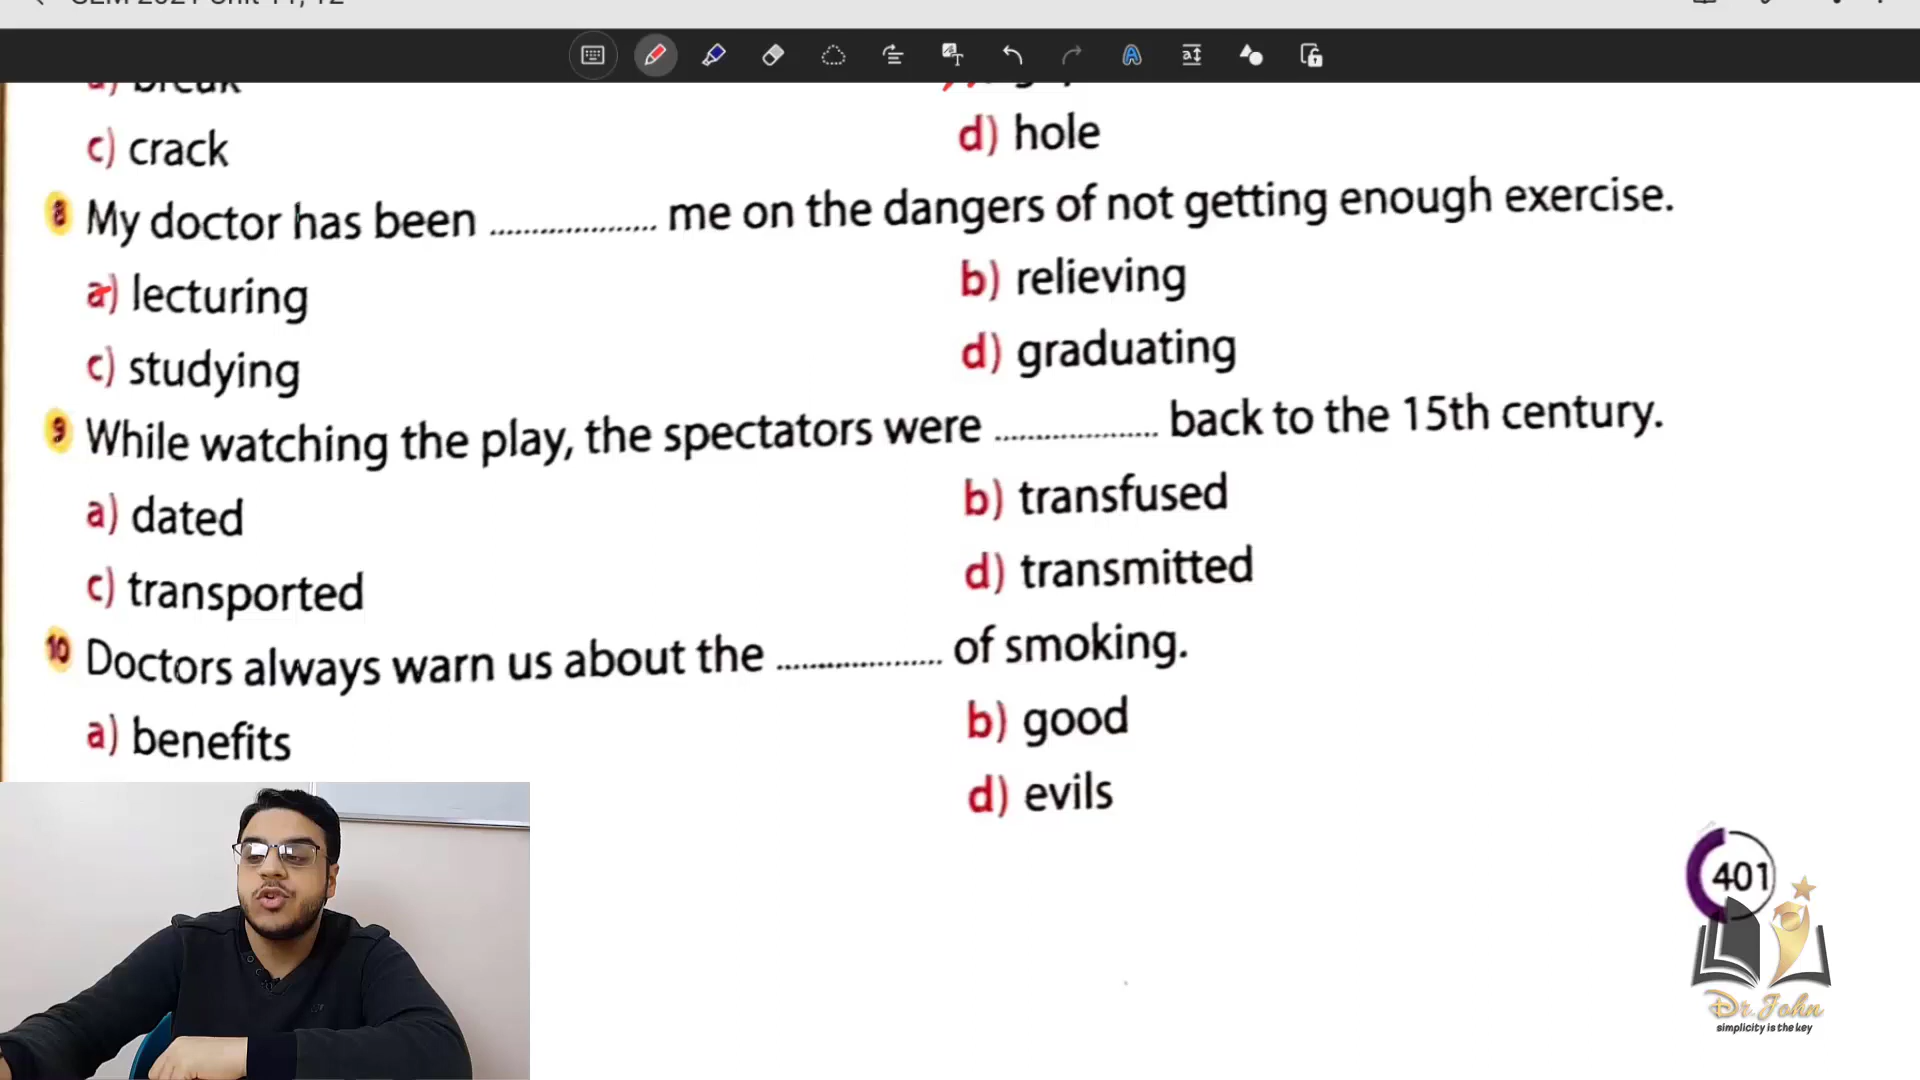 a) break
c) crack
d) hole
8 My doctor has been .................... me on the dangers of not getting enough exercise.
a) lecturing
b) relieving
c) studying
d) graduating
9 While watching the play, the spectators were .................... back to the 15th century.
a) dated
b) transfused
c) transported
d) transmitted
10 Doctors always warn us about the .................... of smoking.
a) benefits
b) good
d) evils
401
Dr. John
simplicity is the key